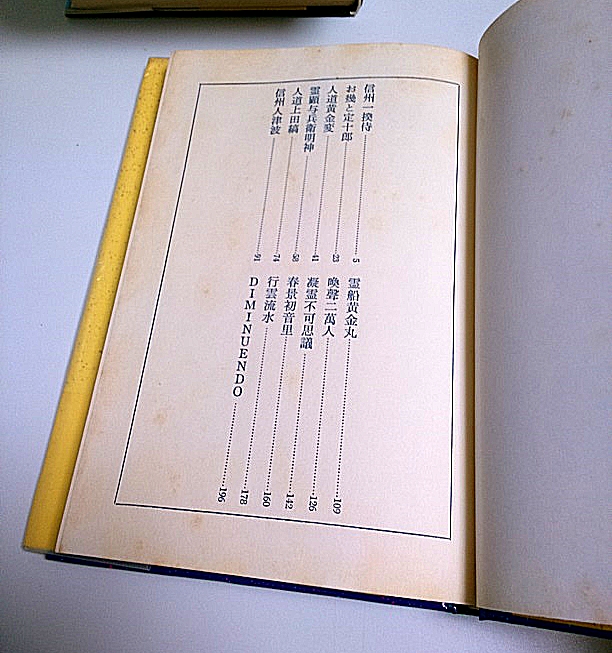 信州一揆侍……5
お幾と定十郎……23
人道黄金変……41
霊顕与兵衛明神……58
人道上田縞……74
信州人津波……91
霊船黄金丸……109
喚聲二萬人……126
凝霊不可思議……142
春景初音里……160
行雲流水……178
DIMINUENDO……196